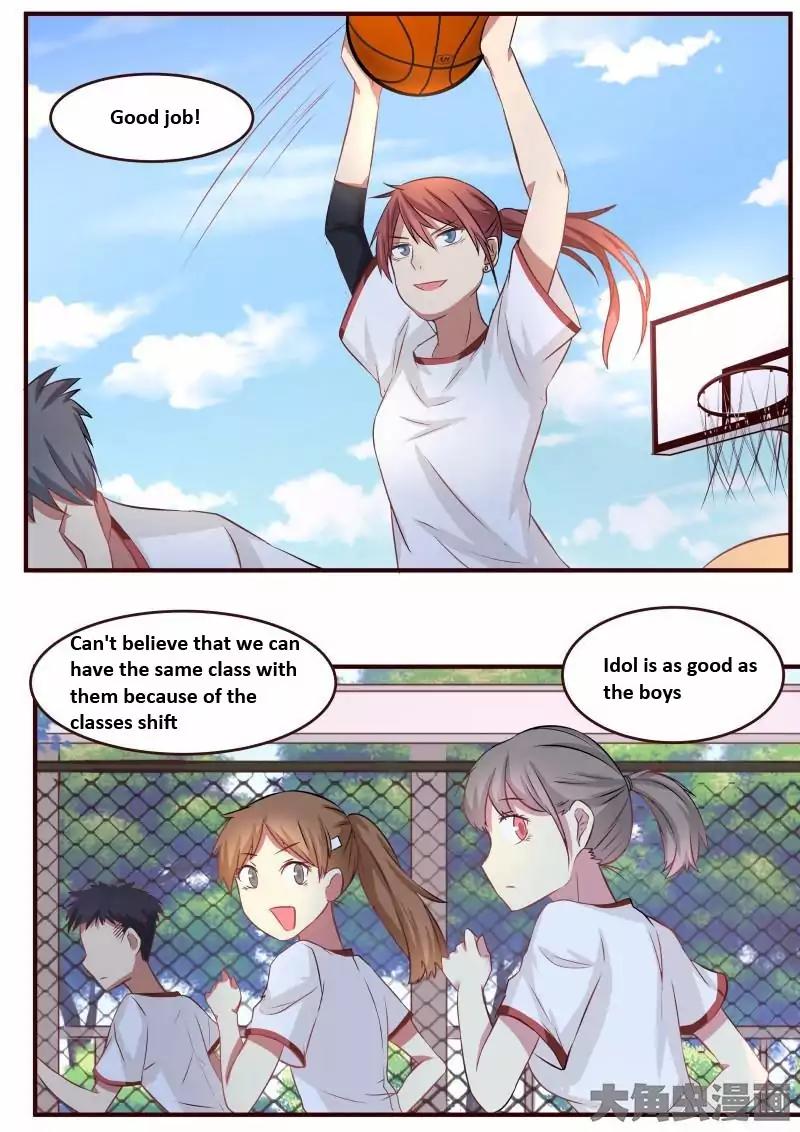 Good job!
Can't believe that we can
have the same class with
them because of the
classes shift
Idol is as good as
the boys
大角虫漫画